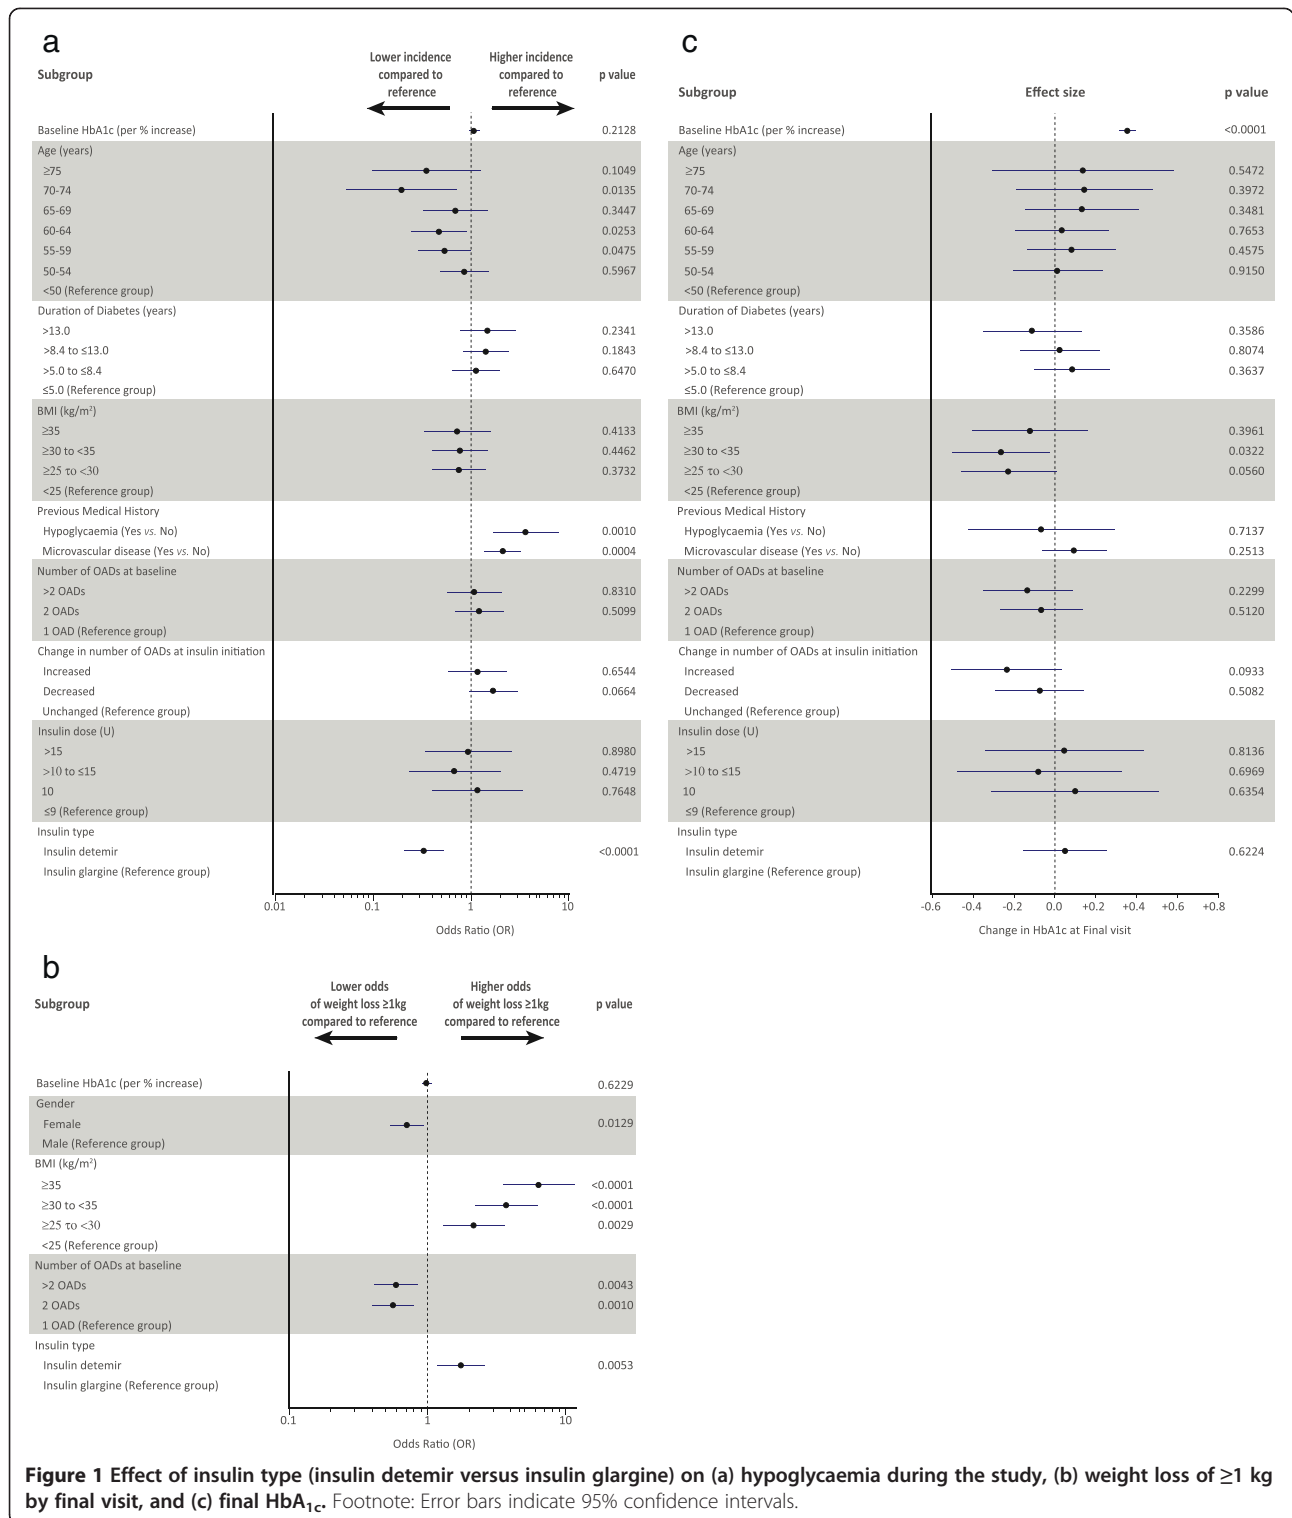 a
Subgroup
Lower incidence
compared to
reference
Higher incidence
compared to
reference
p value
Baseline HbA1c (per % increase) 0.2128
Age (years)
≥75 0.1049
70-74 0.0135
65-69 0.3447
60-64 0.0253
55-59 0.0475
50-54 0.5967
<50 (Reference group)
Duration of Diabetes (years)
>13.0 0.2341
>8.4 to ≤13.0 0.1843
>5.0 to ≤8.4 0.6470
≤5.0 (Reference group)
BMI (kg/m²)
≥35 0.4133
≥30 to <35 0.4462
≥25 το <30 0.3732
<25 (Reference group)
Previous Medical History
Hypoglycaemia (Yes vs. No) 0.0010
Microvascular disease (Yes vs. No) 0.0004
Number of OADs at baseline
>2 OADs 0.8310
2 OADs 0.5099
1 OAD (Reference group)
Change in number of OADs at insulin initiation
Increased 0.6544
Decreased 0.0664
Unchanged (Reference group)
Insulin dose (U)
>15 0.8980
>10 to ≤15 0.4719
10 0.7648
≤9 (Reference group)
Insulin type
Insulin detemir <0.0001
Insulin glargine (Reference group)
0.01 0.1 1 10
Odds Ratio (OR)
c
Subgroup Effect size p value
Baseline HbA1c (per % increase) <0.0001
Age (years)
≥75 0.5472
70-74 0.3972
65-69 0.3481
60-64 0.7653
55-59 0.4575
50-54 0.9150
<50 (Reference group)
Duration of Diabetes (years)
>13.0 0.3586
>8.4 to ≤13.0 0.8074
>5.0 to ≤8.4 0.3637
≤5.0 (Reference group)
BMI (kg/m²)
≥35 0.3961
≥30 to <35 0.0322
≥25 το <30 0.0560
<25 (Reference group)
Previous Medical History
Hypoglycaemia (Yes vs. No) 0.7137
Microvascular disease (Yes vs. No) 0.2513
Number of OADs at baseline
>2 OADs 0.2299
2 OADs 0.5120
1 OAD (Reference group)
Change in number of OADs at insulin initiation
Increased 0.0933
Decreased 0.5082
Unchanged (Reference group)
Insulin dose (U)
>15 0.8136
>10 to ≤15 0.6969
10 0.6354
≤9 (Reference group)
Insulin type
Insulin detemir 0.6224
Insulin glargine (Reference group)
-0.6 -0.4 -0.2 0.0 +0.2 +0.4 +0.6 +0.8
Change in HbA1c at Final visit
b
Subgroup
Lower odds
of weight loss ≥1kg
compared to reference
Higher odds
of weight loss ≥1kg
compared to reference
p value
Baseline HbA1c (per % increase) 0.6229
Gender
Female 0.0129
Male (Reference group)
BMI (kg/m²)
≥35 <0.0001
≥30 to <35 <0.0001
≥25 το <30 0.0029
<25 (Reference group)
Number of OADs at baseline
>2 OADs 0.0043
2 OADs 0.0010
1 OAD (Reference group)
Insulin type
Insulin detemir 0.0053
Insulin glargine (Reference group)
0.1 1 10
Odds Ratio (OR)
Figure 1 Effect of insulin type (insulin detemir versus insulin glargine) on (a) hypoglycaemia during the study, (b) weight loss of ≥1 kg
by final visit, and (c) final HbA1c. Footnote: Error bars indicate 95% confidence intervals.